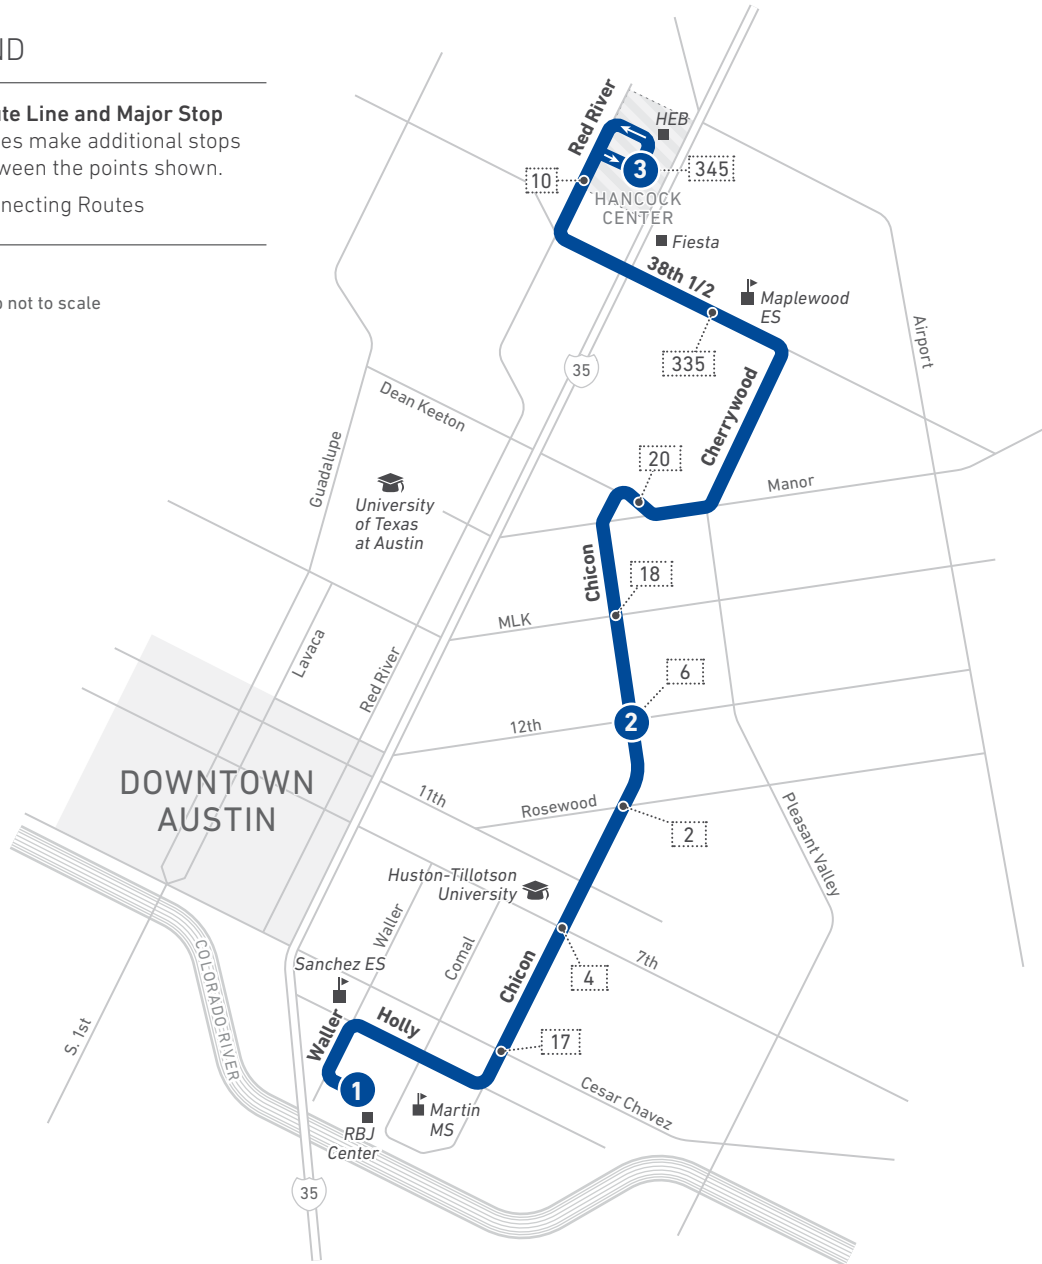 ND
te Line and Major Stop
es make additional stops
ween the points shown.
necting Routes
o not to scale
Red River
HEB
3
345
10
HANCOCK
CENTER
Fiesta
38th 1/2
Maplewood
ES
335
35
Airport
Dean Keeton
Cherrywood
Guadalupe
20
Manor
University
of Texas
at Austin
Chicon
18
MLK
Lavaca
Red River
6
2
12th
DOWNTOWN
AUSTIN
11th
Rosewood
2
Pleasant Valley
Huston-Tillotson
University
Waller
Comal
7th
COLORADO RIVER
Sanchez ES
Chicon
4
S. 1st
Waller
Holly
17
1
Cesar Chavez
Martin
MS
RBJ
Center
35